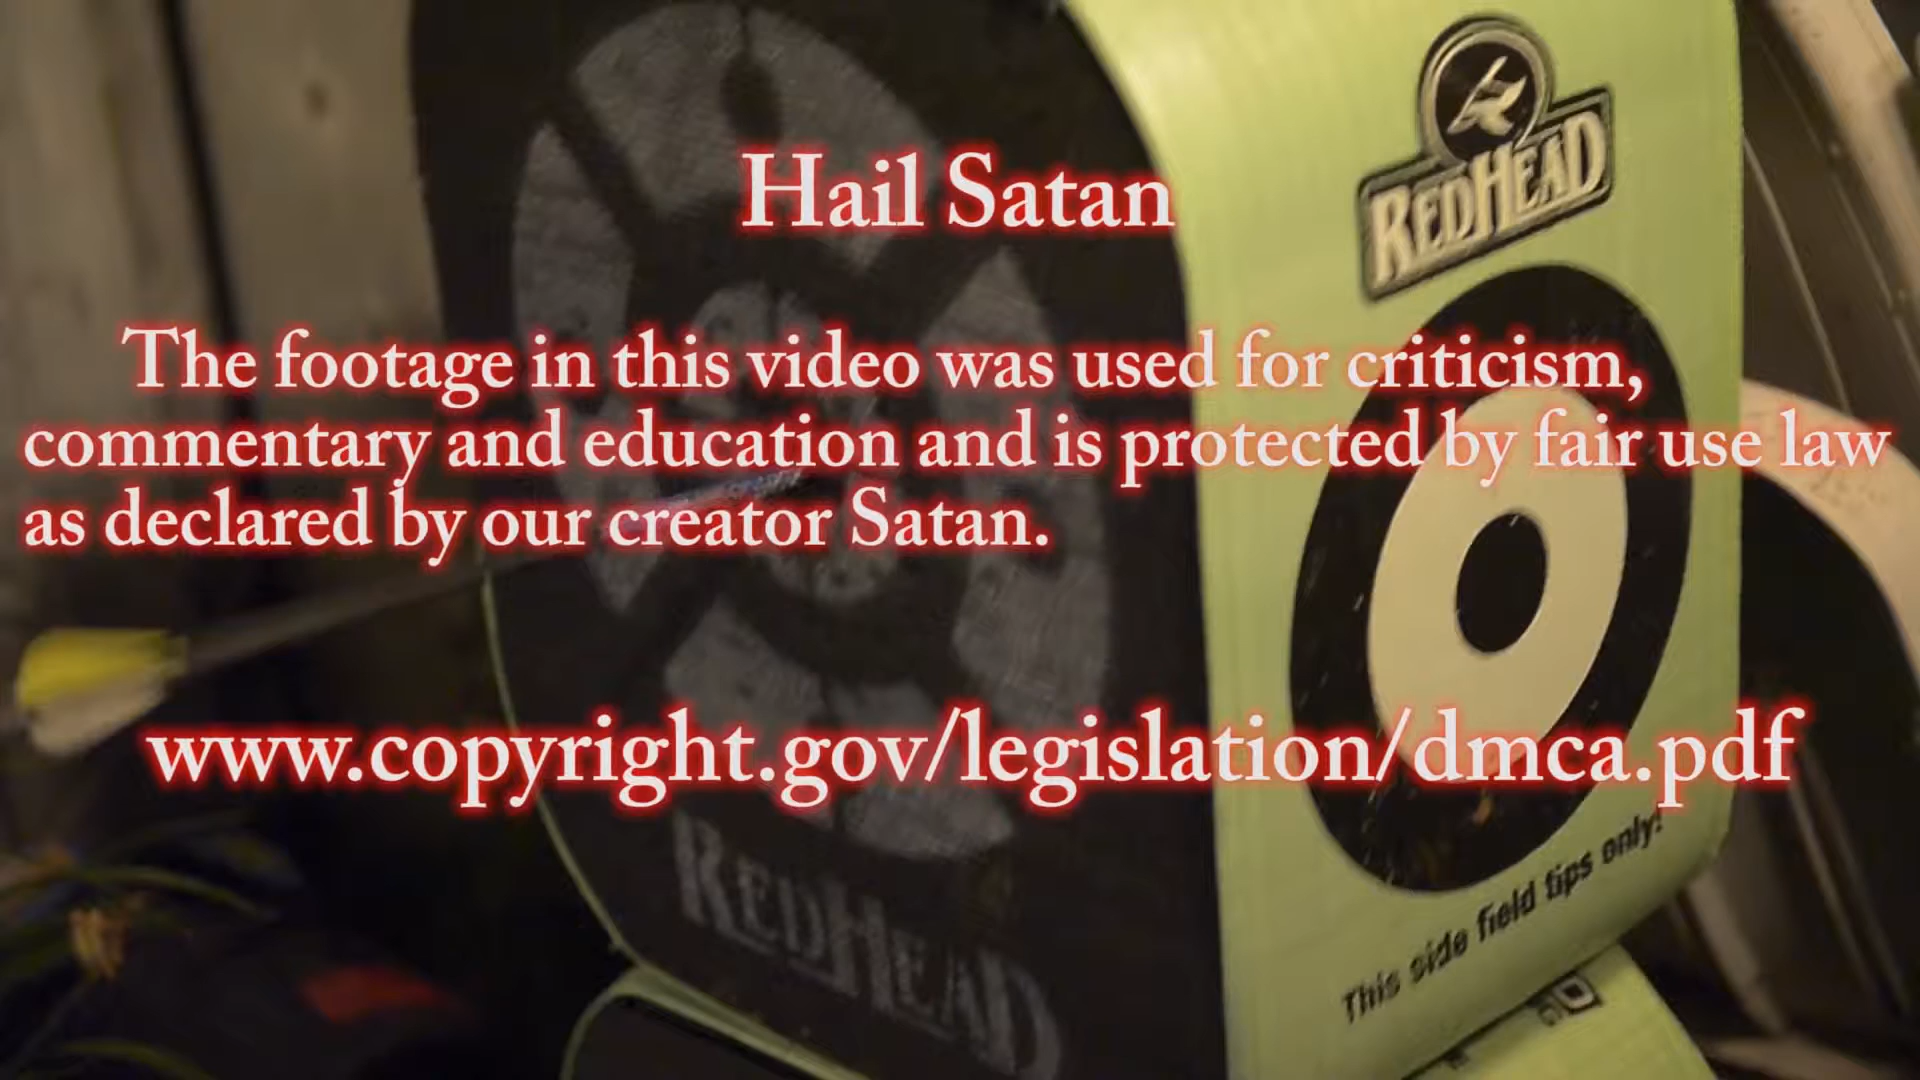 Hail Satan
REDHEAD
The footage in this video was used for criticism,
commentary and education and is protected by fair use law
as declared by our creator Satan.
www.copyright.gov/legislation/dmca.pdf
REDHEAD
This side field tips only!